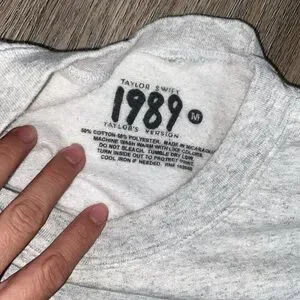 TAYLOR SWIFT
1989 M
TAYLOR'S VERSION
50% COTTON 50% POLYESTER. MADE IN NICARAGUA
MACHINE WASH WARM WITH LIKE COLORS.
DO NOT BLEACH. TUMBLE DRY LOW.
TURN INSIDE OUT TO PROTECT PRINT.
COOL IRON IF NEEDED.